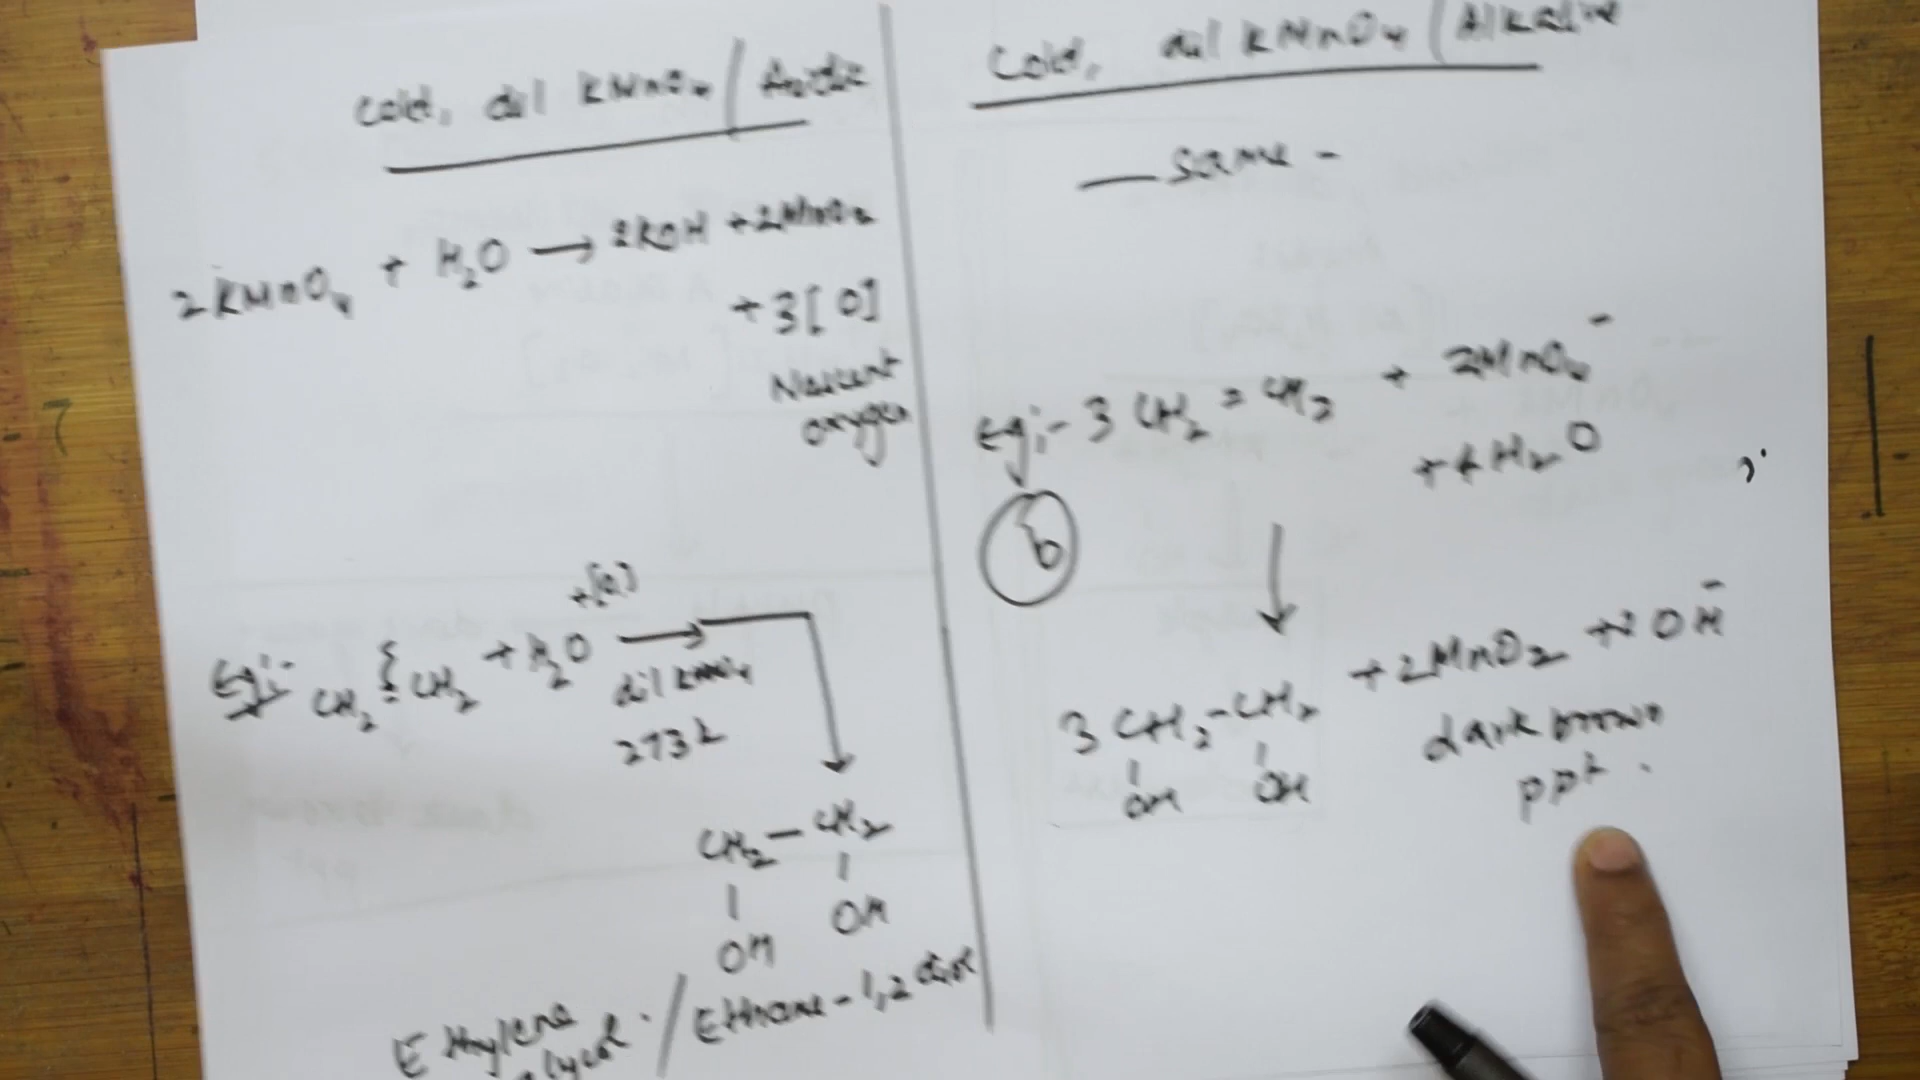 cold, dil KMnO4 / Acidic
2KMnO4 + H2O → 2KOH + 2MnO2
+ 3[O]
Nascent
oxygen
+[O]
Eg:- CH2 = CH2 + H2O →
dil KMnO4
273k
CH2 - CH2
OH OH
Ethylene
glycol. / Ethane-1,2 diol
Cold, dil KMnO4 / Alkaline
— Same -
Eg:- 3 CH2 = CH2 + 2MnO4-
+ 4H2O
3 CH2-CH2 + 2MnO2 + 2OH-
OH OH
dark brown
ppt.